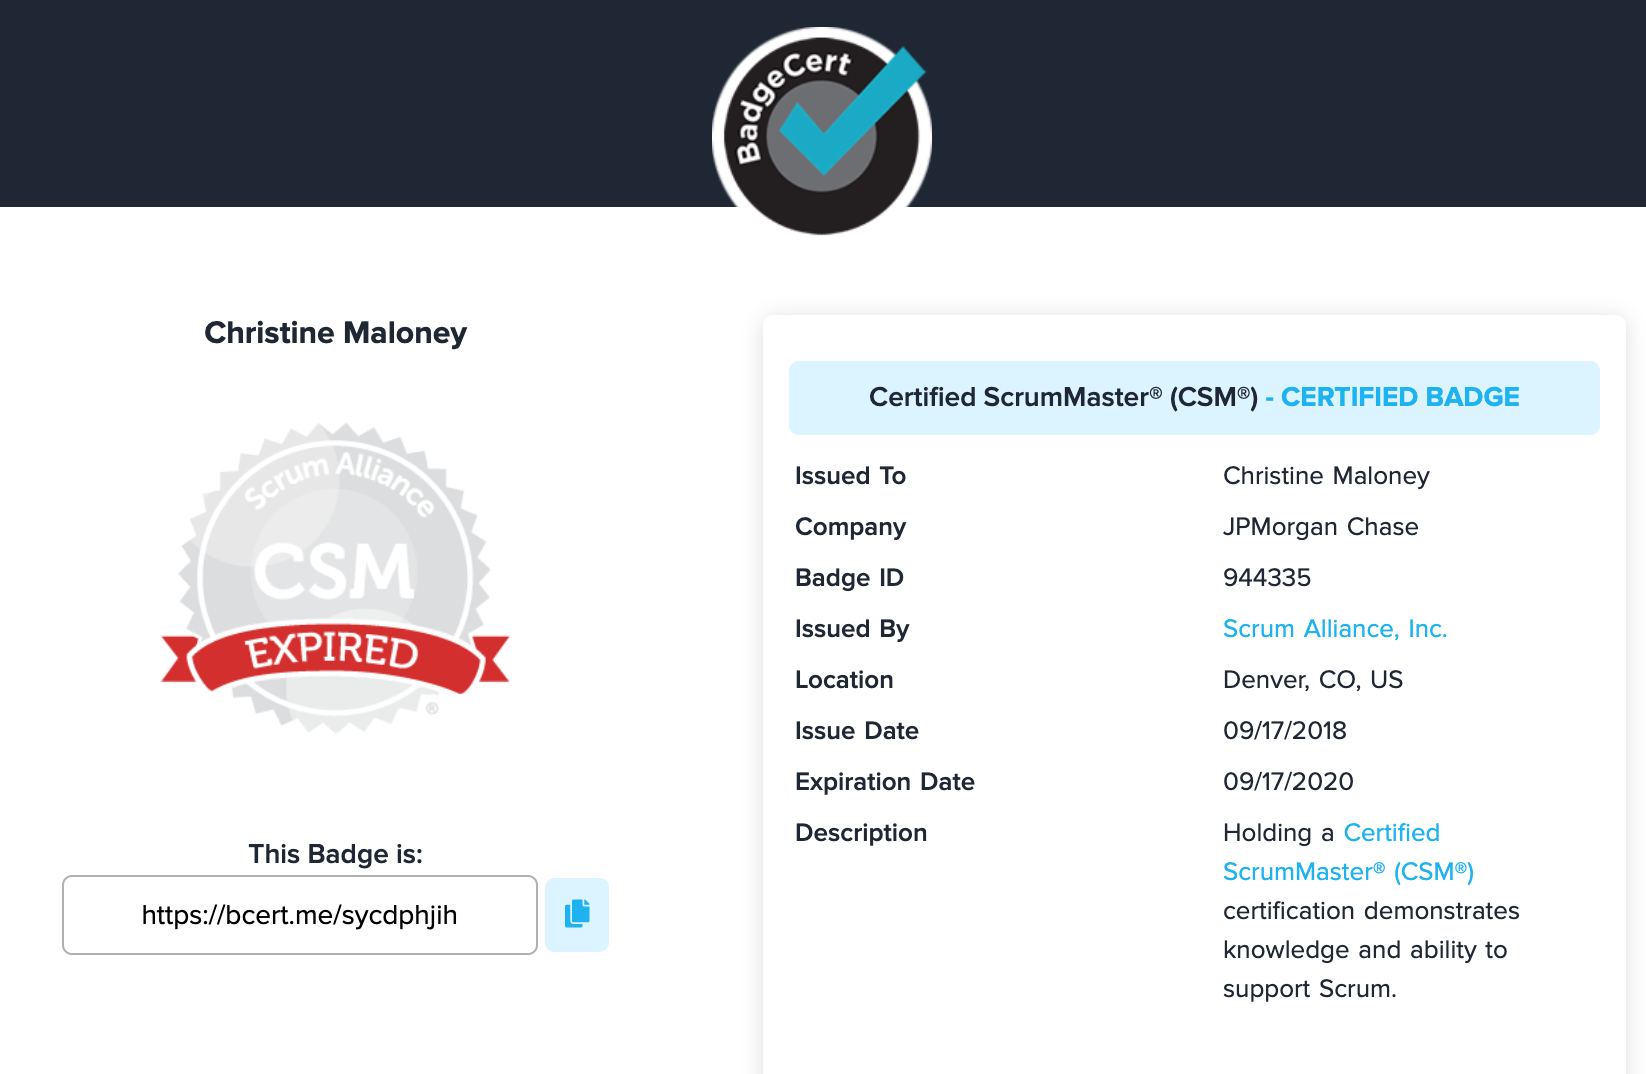 BadgeCert
Christine Maloney
Scrum Alliance
CSM
EXPIRED
®
This Badge is:
https://bcert.me/sycdphjih
Certified ScrumMaster® (CSM®) - CERTIFIED BADGE
Issued To Christine Maloney
Company JPMorgan Chase
Badge ID 944335
Issued By Scrum Alliance, Inc.
Location Denver, CO, US
Issue Date 09/17/2018
Expiration Date 09/17/2020
Description Holding a Certified
ScrumMaster® (CSM®)
certification demonstrates
knowledge and ability to
support Scrum.